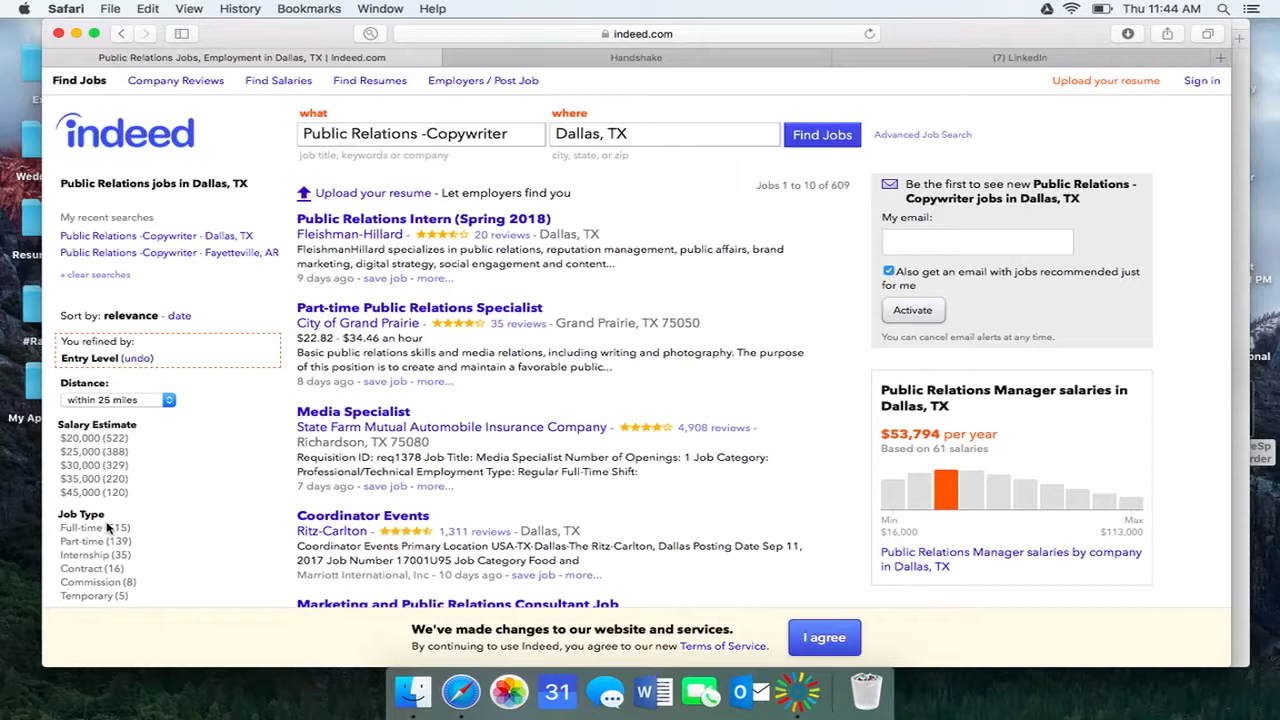 Safari File Edit View History Bookmarks Window Help Thu 11:44 AM
indeed.com
Public Relations Jobs, Employment in Dallas, TX | Indeed.com Handshake (7) LinkedIn
Find Jobs Company Reviews Find Salaries Find Resumes Employers / Post Job Upload your resume Sign in
indeed
what where
Public Relations -Copywriter Dallas, TX Find Jobs Advanced Job Search
job title, keywords or company city, state, or zip
Public Relations jobs in Dallas, TX
My recent searches
Public Relations -Copywriter - Dallas, TX
Public Relations -Copywriter - Fayetteville, AR
» clear searches
Sort by: relevance - date
You refined by:
Entry Level (undo)
Distance:
within 25 miles
Salary Estimate
$20,000 (522)
$25,000 (388)
$30,000 (329)
$35,000 (220)
$45,000 (120)
Job Type
Full-time
Part-time (139)
Internship (35)
Contract (16)
Commission (8)
Temporary (5)
Upload your resume - Let employers find you Jobs 1 to 10 of 609
Public Relations Intern (Spring 2018)
Fleishman-Hillard - 20 reviews - Dallas, TX
FleishmanHillard specializes in public relations, reputation management, public affairs, brand
marketing, digital strategy, social engagement and content...
9 days ago - save job - more...
Part-time Public Relations Specialist
City of Grand Prairie - 35 reviews - Grand Prairie, TX 75050
$22.82 - $34.46 an hour
Basic public relations skills and media relations, including writing and photography. The purpose
of this position is to create and maintain a favorable public...
8 days ago - save job - more...
Media Specialist
State Farm Mutual Automobile Insurance Company - 4,908 reviews -
Richardson, TX 75080
Requisition ID: req1378 Job Title: Media Specialist Number of Openings: 1 Job Category:
Professional/Technical Employment Type: Regular Full-Time Shift:
7 days ago - save job - more...
Coordinator Events
Ritz-Carlton - 1,311 reviews - Dallas, TX
Coordinator Events Primary Location USA-TX-Dallas-The Ritz-Carlton, Dallas Posting Date Sep 11,
2017 Job Number 17001U95 Job Category Food and
Marriott International, Inc - 10 days ago - save job - more...
Marketing and Public Relations Consultant Job
Be the first to see new Public Relations -
Copywriter jobs in Dallas, TX
My email:
Also get an email with jobs recommended just
for me
Activate
You can cancel email alerts at any time.
Public Relations Manager salaries in
Dallas, TX
$53,794 per year
Based on 61 salaries
Min Max
$16,000 $113,000
Public Relations Manager salaries by company
in Dallas, TX
We've made changes to our website and services.
By continuing to use Indeed, you agree to our new Terms of Service.
I agree
31
W